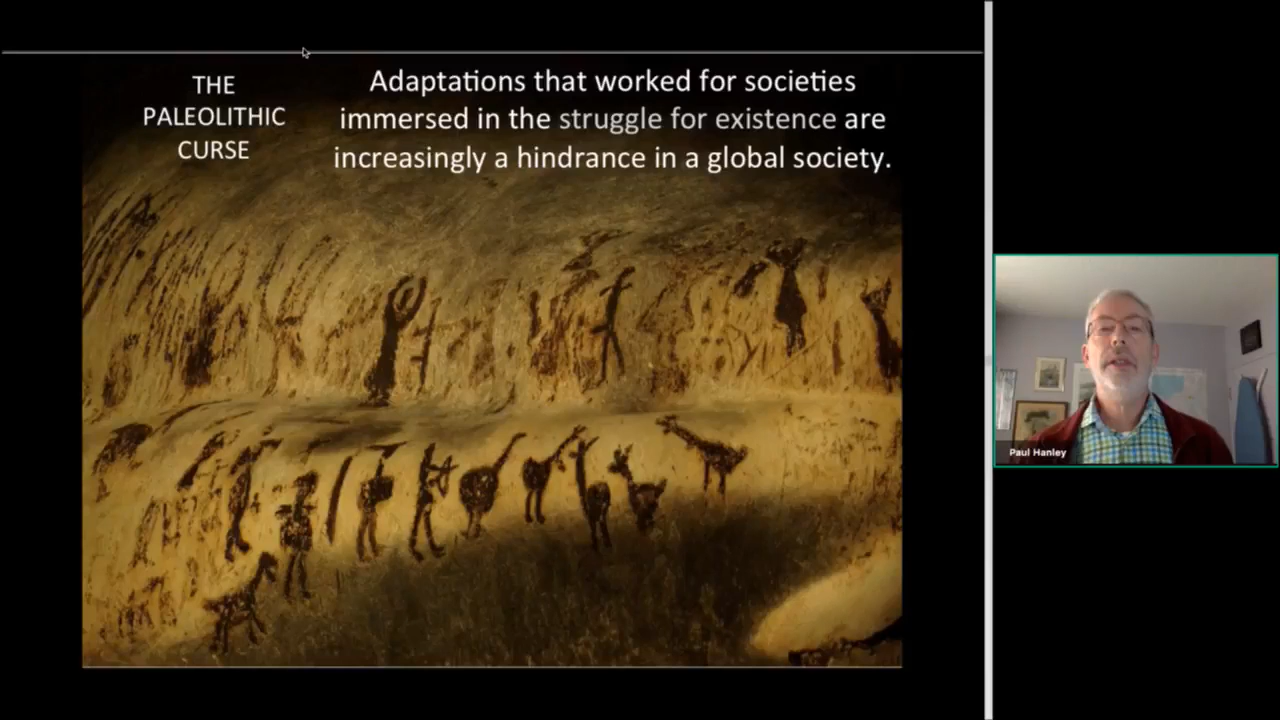 THE
PALEOLITHIC
CURSE
Adaptations that worked for societies
immersed in the struggle for existence are
increasingly a hindrance in a global society.
Paul Hanley